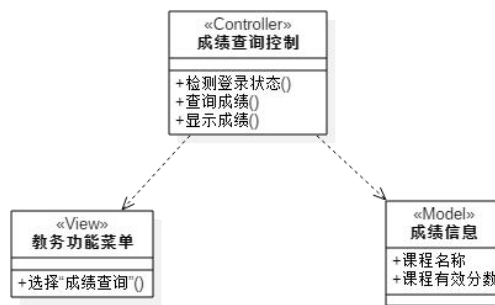 «Controller»
成绩查询控制
+检测登录状态()
+查询成绩()
+显示成绩()
«View»
教务功能菜单
+选择“成绩查询”()
«Model»
成绩信息
+课程名称
+课程有效分数